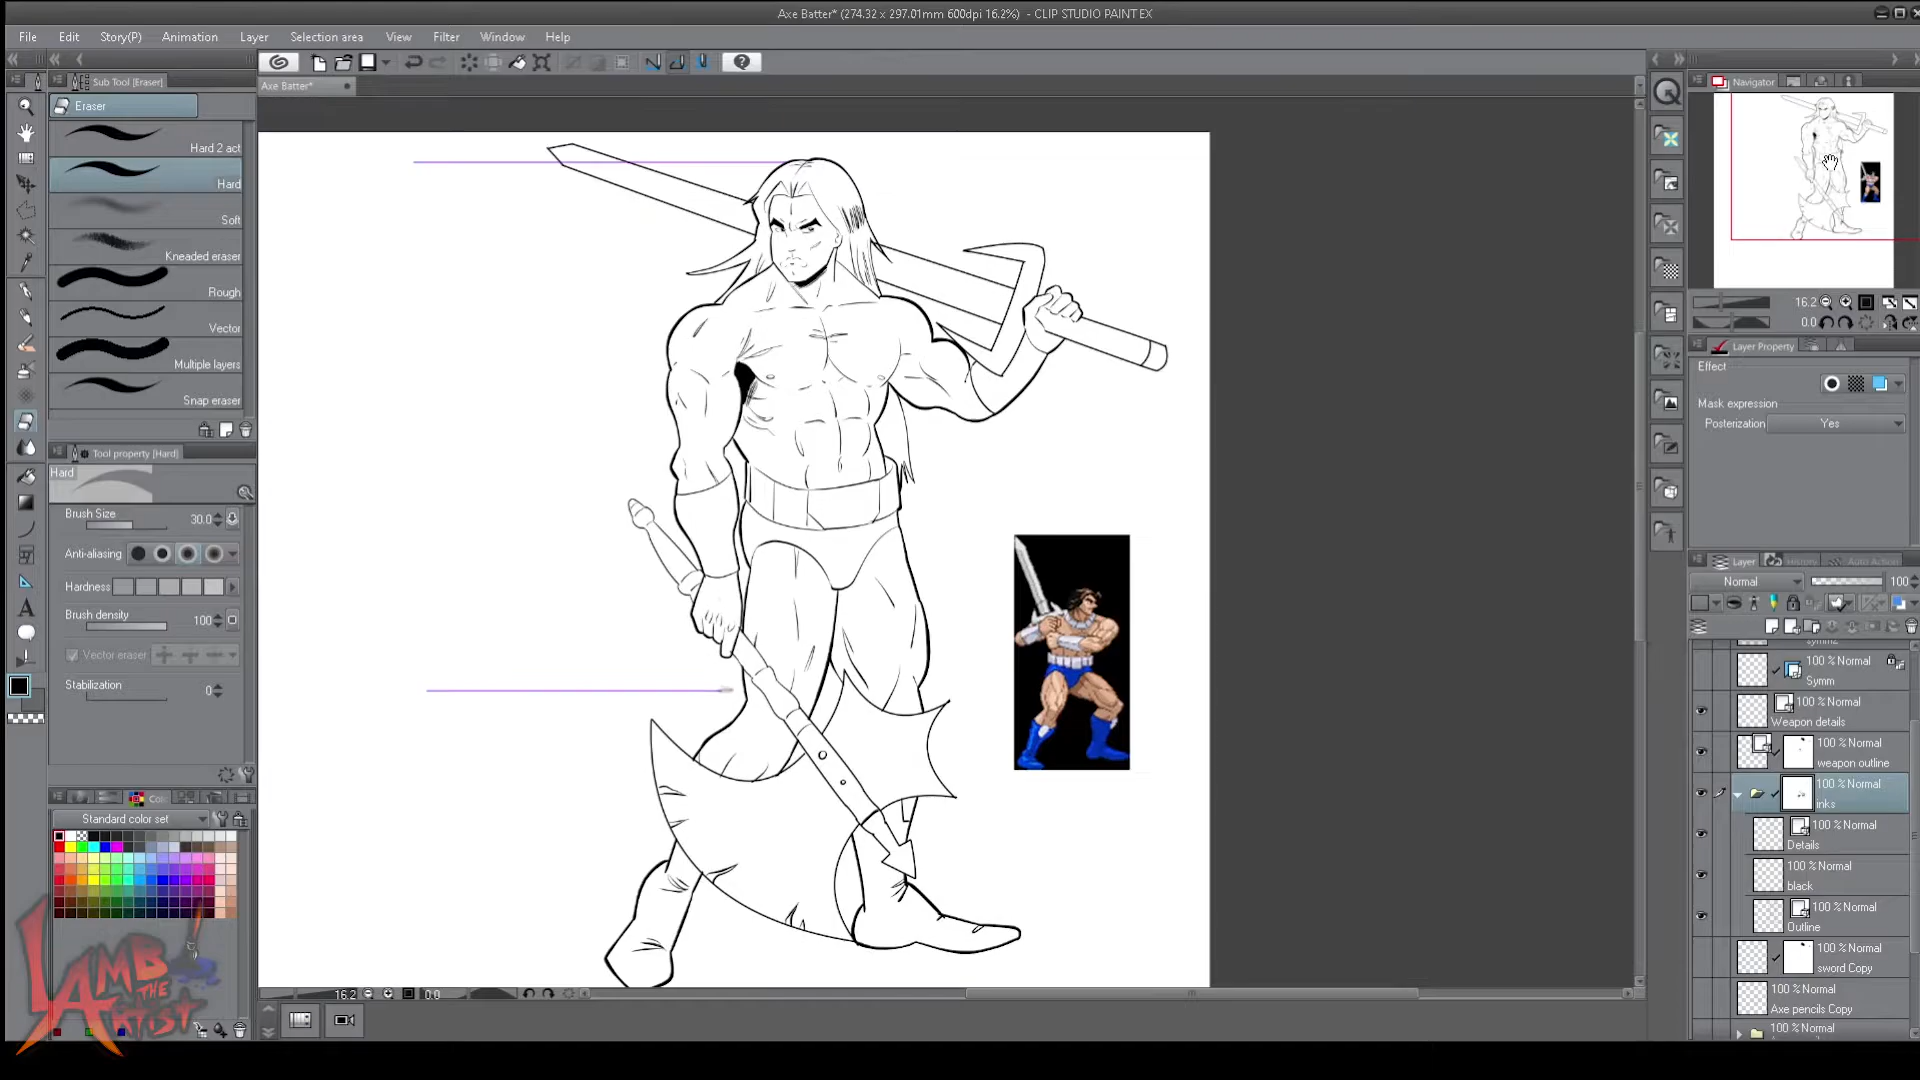 Axe Batter* (274.32 x 297.01mm 600dpi 16.2%) - CLIP STUDIO PAINT EX
File Edit Story(P) Animation Layer Selection area View Filter Window Help
Sub Tool [Eraser]
Axe Batter*
Navigator
Eraser
Hard 2 act
Hard
Soft
Kneaded eraser
Rough
Vector
Multiple layers
Snap eraser
Tool property [Hard]
Hard
Brush Size 30.0
Anti-aliasing
Hardness
Brush density 100
Vector eraser
Stabilization 0
Standard color set
LAMB
THE
ARTIST
16.2 0.0
16.2
0.0
Layer Property
Effect
Mask expression
Posterization Yes
Layer History Auto Action
Normal 100
100 % Normal
Symm
100 % Normal
Weapon details
100 % Normal
weapon outline
100 % Normal
inks
100 % Normal
Details
100 % Normal
black
100 % Normal
Outline
100 % Normal
sword Copy
100 % Normal
Axe pencils Copy
100 % Normal